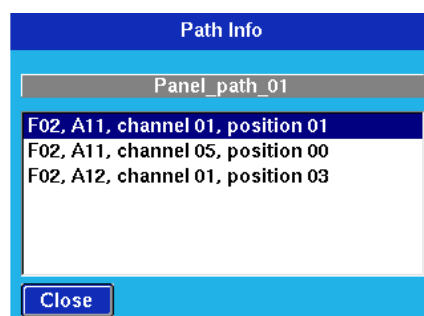 Path Info
Panel_path_01
F02, A11, channel 01, position 01
F02, A11, channel 05, position 00
F02, A12, channel 01, position 03
Close